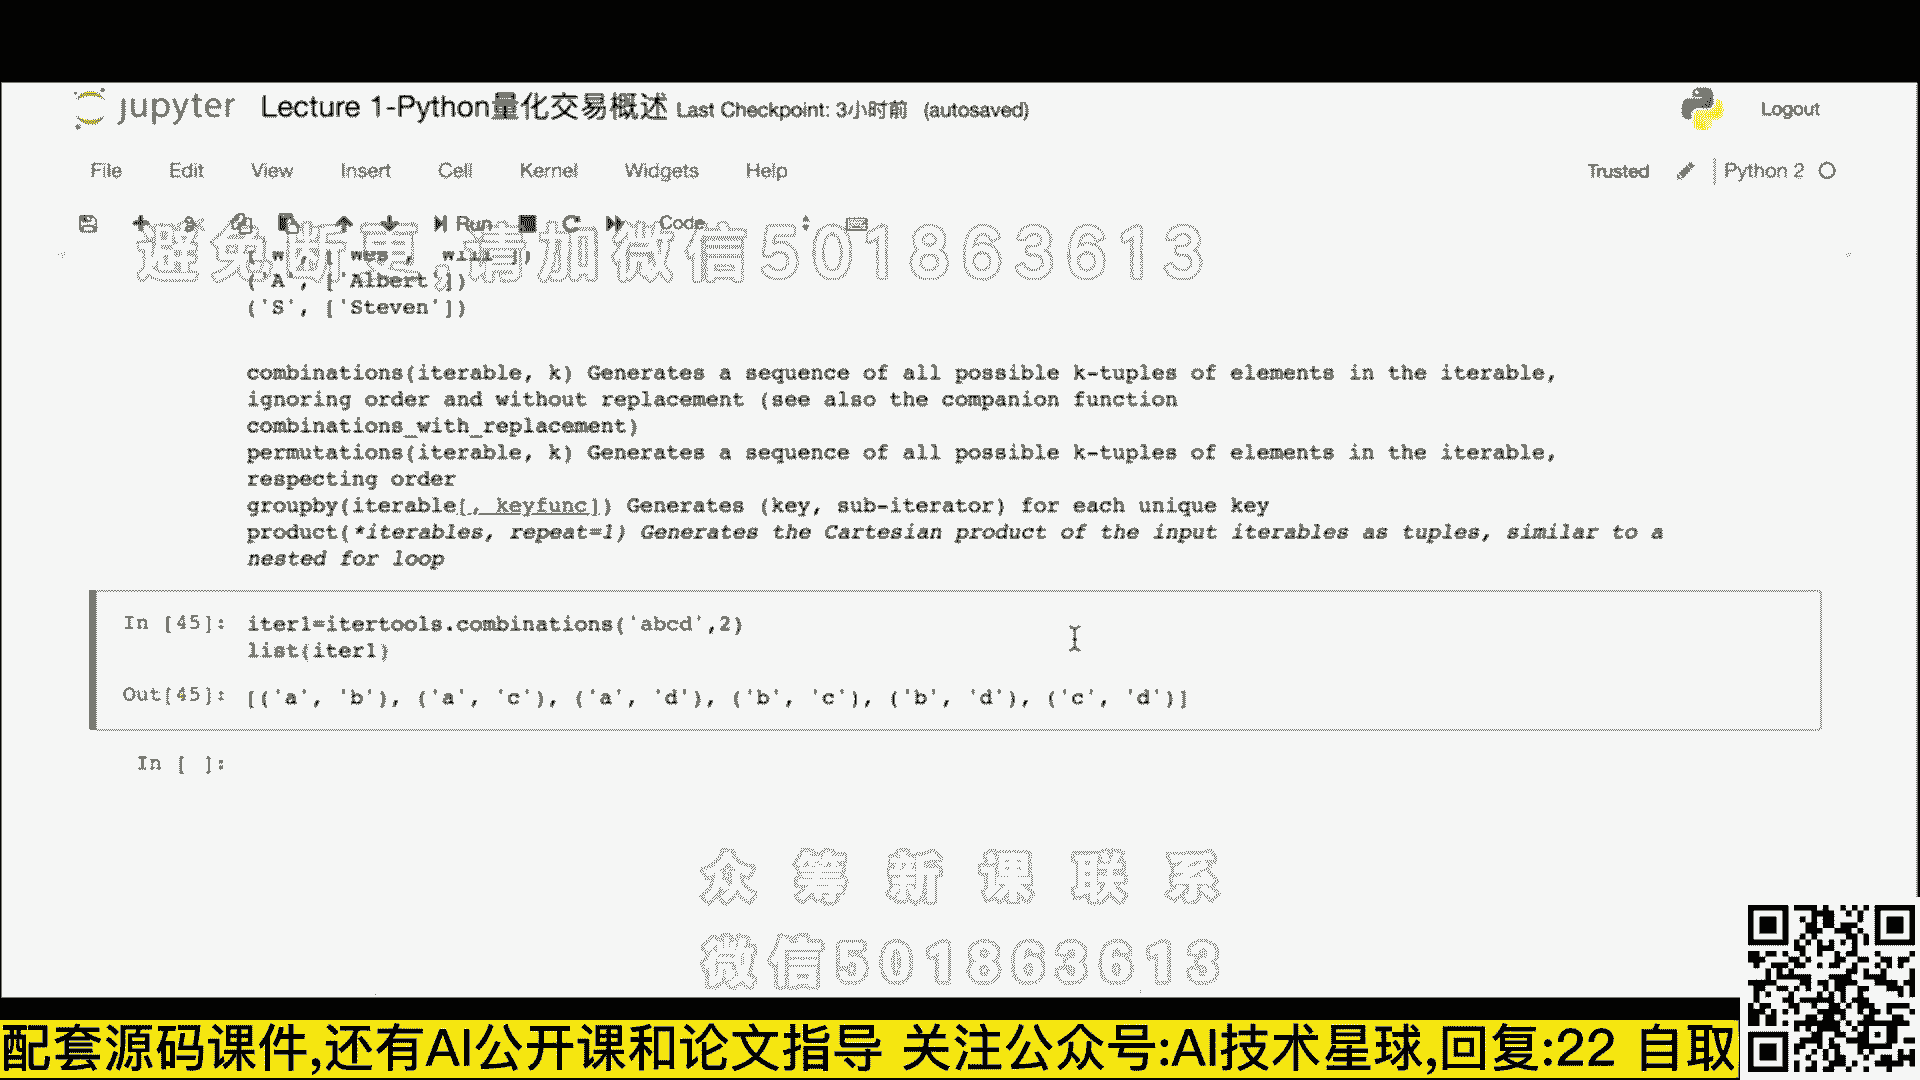 jupyter Lecture 1-Python量化交易概述 Last Checkpoint: 3小时前 (autosaved) Logout
File Edit View Insert Cell Kernel Widgets Help Trusted Python 2
Run Code
避免断更,请加微信501863613
('w', ['wes', 'will'])
('A', ['Albert'])
('S', ['Steven'])
combinations(iterable, k) Generates a sequence of all possible k-tuples of elements in the iterable,
ignoring order and without replacement (see also the companion function
combinations_with_replacement)
permutations(iterable, k) Generates a sequence of all possible k-tuples of elements in the iterable,
respecting order
groupby(iterable[, keyfunc]) Generates (key, sub-iterator) for each unique key
product(*iterables, repeat=1) Generates the Cartesian product of the input iterables as tuples, similar to a
nested for loop
In [45]: iter1=itertools.combinations('abcd',2)
list(iter1)
Out[45]: [('a', 'b'), ('a', 'c'), ('a', 'd'), ('b', 'c'), ('b', 'd'), ('c', 'd')]
In [ ]:
众筹新课联系
微信501863613
配套源码课件,还有AI公开课和论文指导 关注公众号:AI技术星球,回复:22 自取